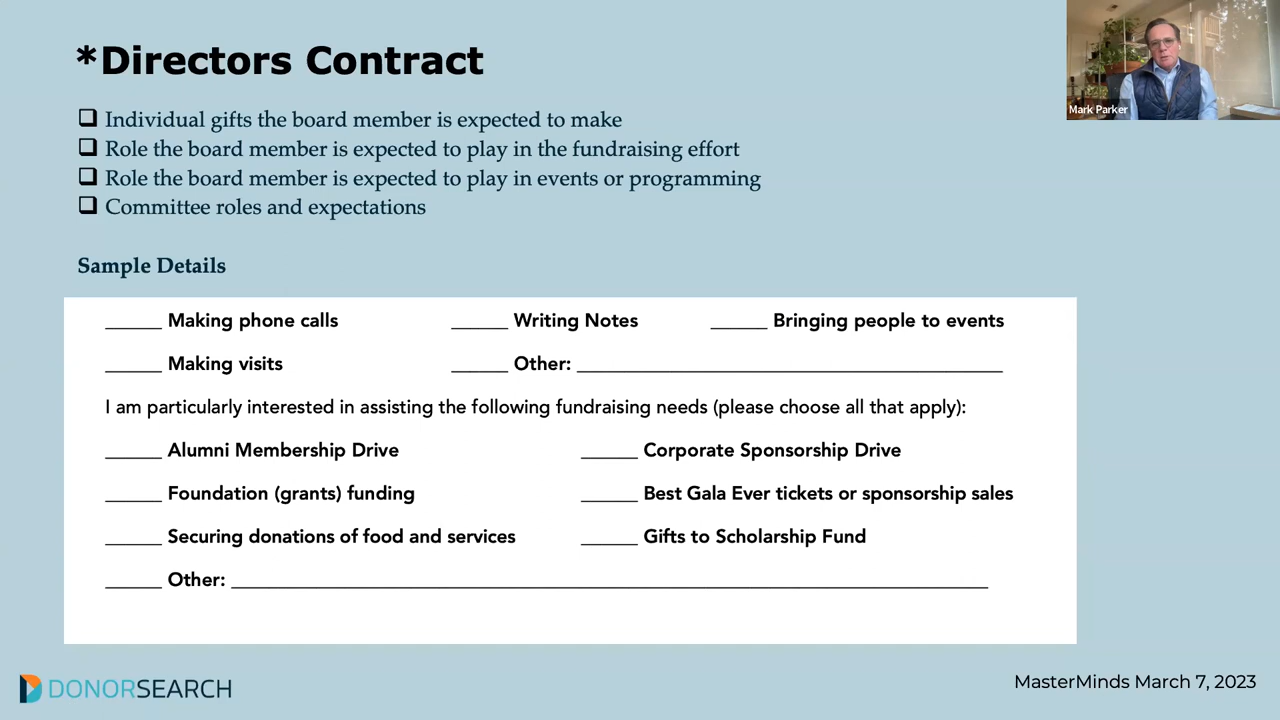 *Directors Contract
Mark Parker
Individual gifts the board member is expected to make
Role the board member is expected to play in the fundraising effort
Role the board member is expected to play in events or programming
Committee roles and expectations
Sample Details
______ Making phone calls ______ Writing Notes ______ Bringing people to events
______ Making visits ______ Other: ______________________________
I am particularly interested in assisting the following fundraising needs (please choose all that apply):
______ Alumni Membership Drive ______ Corporate Sponsorship Drive
______ Foundation (grants) funding ______ Best Gala Ever tickets or sponsorship sales
______ Securing donations of food and services ______ Gifts to Scholarship Fund
______ Other: ______________________________
DONORSEARCH
MasterMinds March 7, 2023